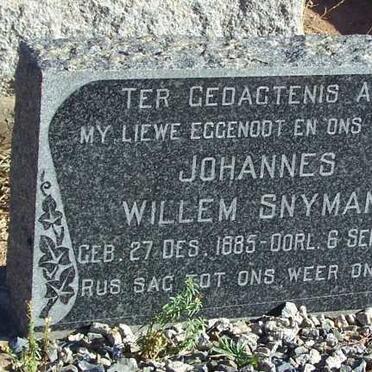 TER GEDAGTENIS A
MY LIEWE EGGENOOT EN ONS
JOHANNES
WILLEM SNYMAN
GEB. 27 DES. 1885-OORL. 6 SE
RUS SAG TOT ONS WEER ON